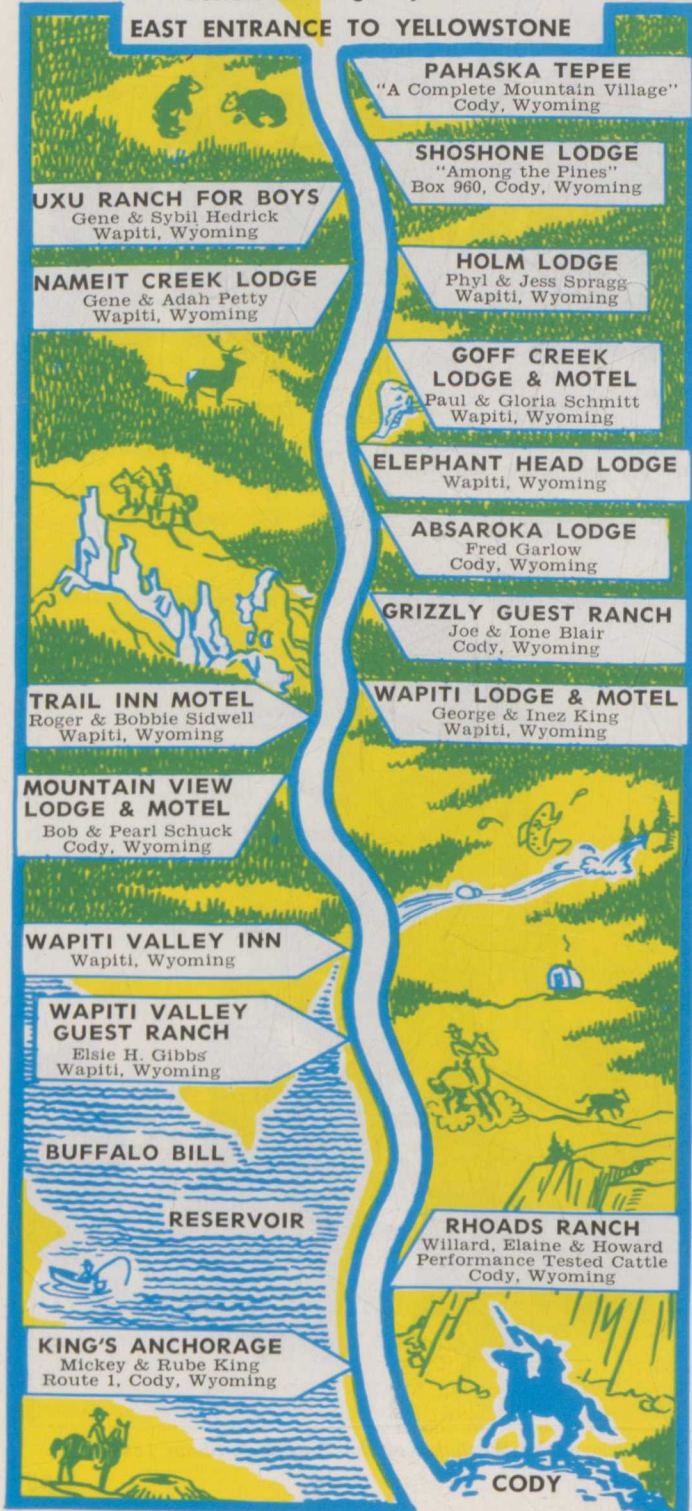 EAST ENTRANCE TO YELLOWSTONE
PAHASKA TEPEE
"A Complete Mountain Village"
Cody, Wyoming
SHOSHONE LODGE
"Among the Pines"
Box 960, Cody, Wyoming
UXU RANCH FOR BOYS
Gene & Sybil Hedrick
Wapiti, Wyoming
HOLM LODGE
Phyl & Jess Spragg
Wapiti, Wyoming
NAMEIT CREEK LODGE
Gene & Adah Petty
Wapiti, Wyoming
GOFF CREEK
LODGE & MOTEL
Paul & Gloria Schmitt
Wapiti, Wyoming
ELEPHANT HEAD LODGE
Wapiti, Wyoming
ABSAROKA LODGE
Fred Garlow
Cody, Wyoming
GRIZZLY GUEST RANCH
Joe & Ione Blair
Cody, Wyoming
TRAIL INN MOTEL
Roger & Bobbie Sidwell
Wapiti, Wyoming
WAPITI LODGE & MOTEL
George & Inez King
Wapiti, Wyoming
MOUNTAIN VIEW
LODGE & MOTEL
Bob & Pearl Schuck
Cody, Wyoming
WAPITI VALLEY INN
Wapiti, Wyoming
WAPITI VALLEY
GUEST RANCH
Elsie H. Gibbs
Wapiti, Wyoming
BUFFALO BILL
RESERVOIR
RHOADS RANCH
Willard, Elaine & Howard
Performance Tested Cattle
Cody, Wyoming
KING'S ANCHORAGE
Mickey & Rube King
Route 1, Cody, Wyoming
CODY